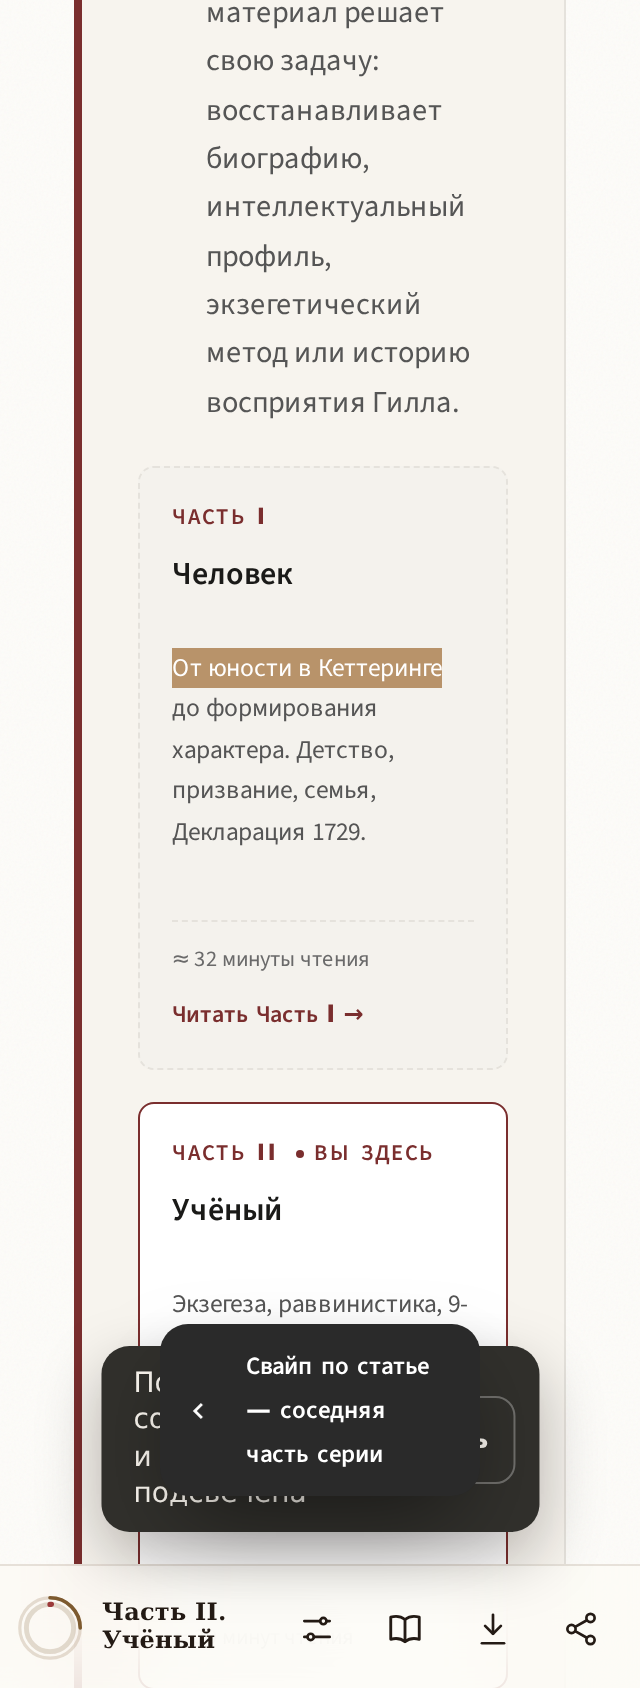 материал решает
свою задачу:
восстанавливает
биографию,
интеллектуальный
профиль,
экзегетический
метод или историю
восприятия Гилла.
ЧАСТЬ I
Человек
От юности в Кеттеринге
до формирования
характера. Детство,
призвание, семья,
Декларация 1729.
≈ 32 минуты чтения
Читать Часть I →
ЧАСТЬ II • ВЫ ЗДЕСЬ
Учёный
Экзегеза, раввинистика, 9-
Свайп по статье
— соседняя
часть серии
и
Часть II.
Учёный